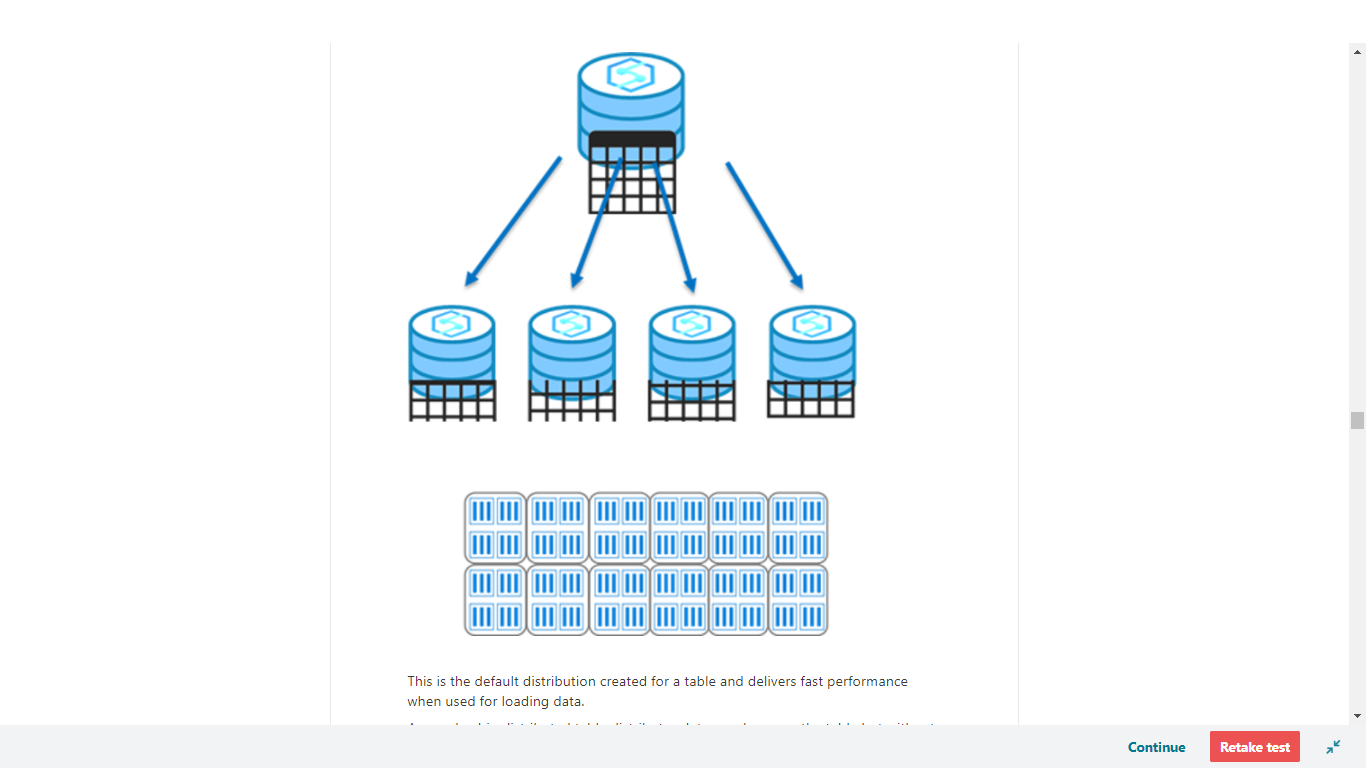 This is the default distribution created for a table and delivers fast performance
when used for loading data.
Continue
Retake test